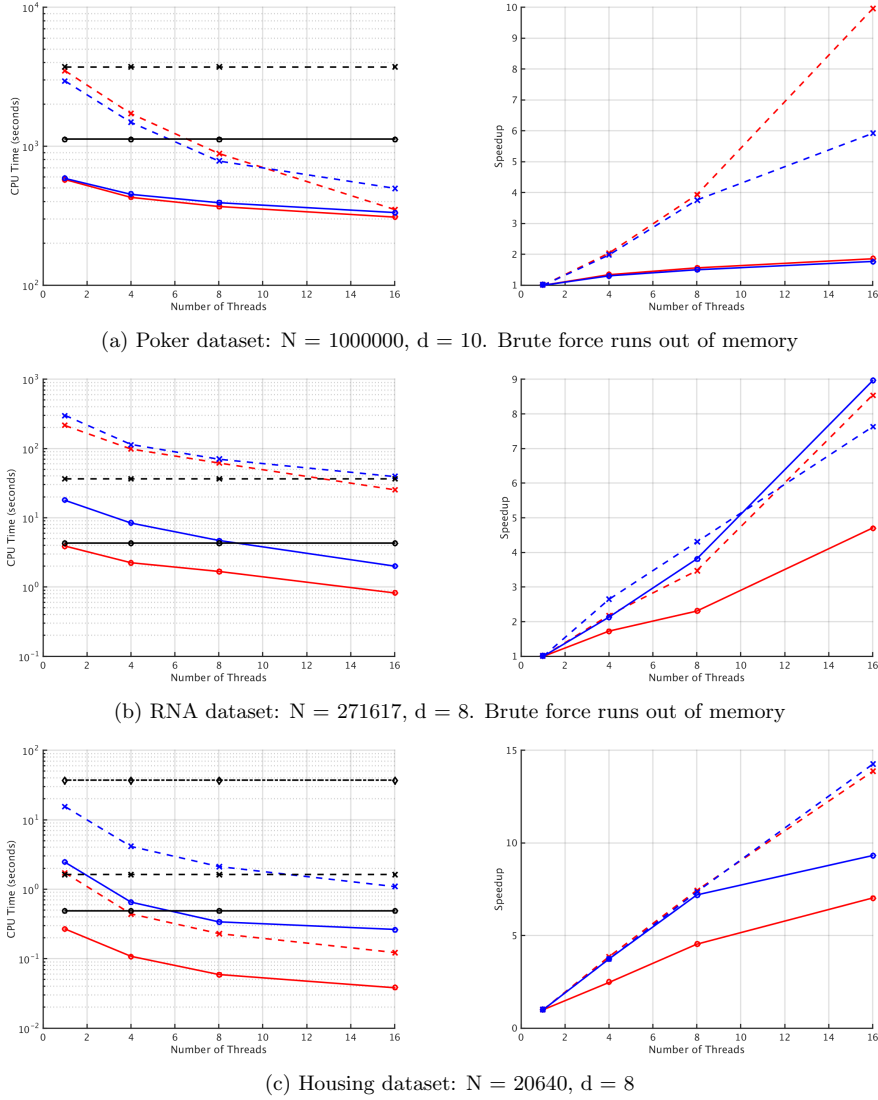 10^4
10^3
10^2
CPU Time (seconds)
0 2 4 6 8 10 12 14 16
Number of Threads
10
9
8
7
6
5
4
3
2
1
Speedup
0 2 4 6 8 10 12 14 16
Number of Threads
(a) Poker dataset: N = 1000000, d = 10. Brute force runs out of memory
10^3
10^2
10^1
10^0
10^-1
CPU Time (seconds)
0 2 4 6 8 10 12 14 16
Number of Threads
9
8
7
6
5
4
3
2
1
Speedup
0 2 4 6 8 10 12 14 16
Number of Threads
(b) RNA dataset: N = 271617, d = 8. Brute force runs out of memory
10^2
10^1
10^0
10^-1
10^-2
CPU Time (seconds)
0 2 4 6 8 10 12 14 16
Number of Threads
15
10
5
0
Speedup
0 2 4 6 8 10 12 14 16
Number of Threads
(c) Housing dataset: N = 20640, d = 8